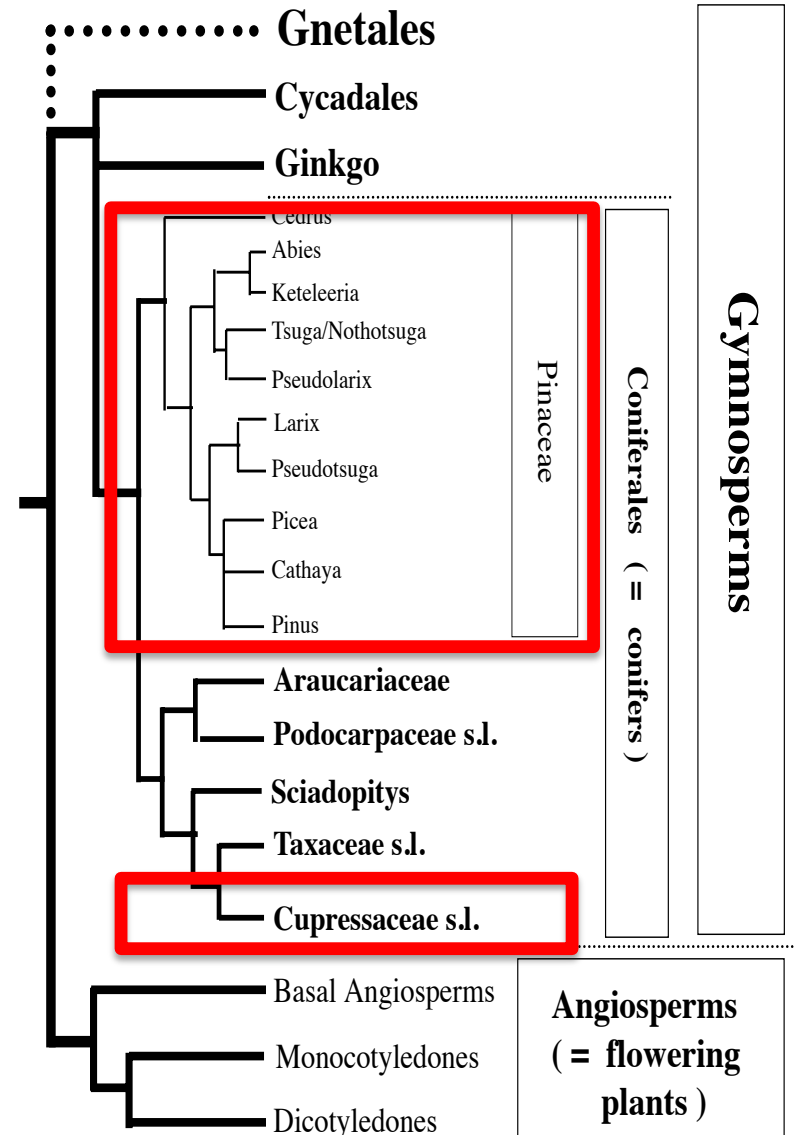 Gnetales
Cycadales
Ginkgo
Cedrus
Abies
Keteleeria
Tsuga/Nothotsuga
Pseudolarix
Larix
Pseudotsuga
Picea
Cathaya
Pinus
Pinaceae
Araucariaceae
Podocarpaceae s.l.
Sciadopitys
Taxaceae s.l.
Cupressaceae s.l.
Coniferales ( = conifers )
Gymnosperms
Basal Angiosperms
Monocotyledones
Dicotyledones
Angiosperms
( = flowering
plants )